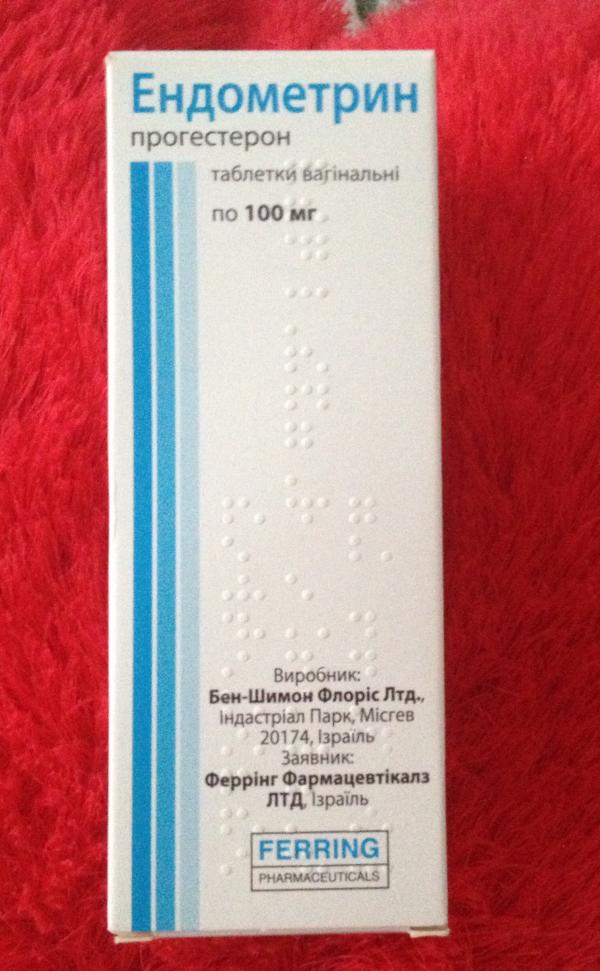 Ендометрин
прогестерон
таблетки вагінальні
по 100 мг
Виробник:
Бен-Шимон Флоріс Лтд.,
Індастріал Парк, Місгев
20174, Ізраїль
Заявник:
Феррінг Фармацевтікалз
ЛТД, Ізраїль
FERRING
PHARMACEUTICALS